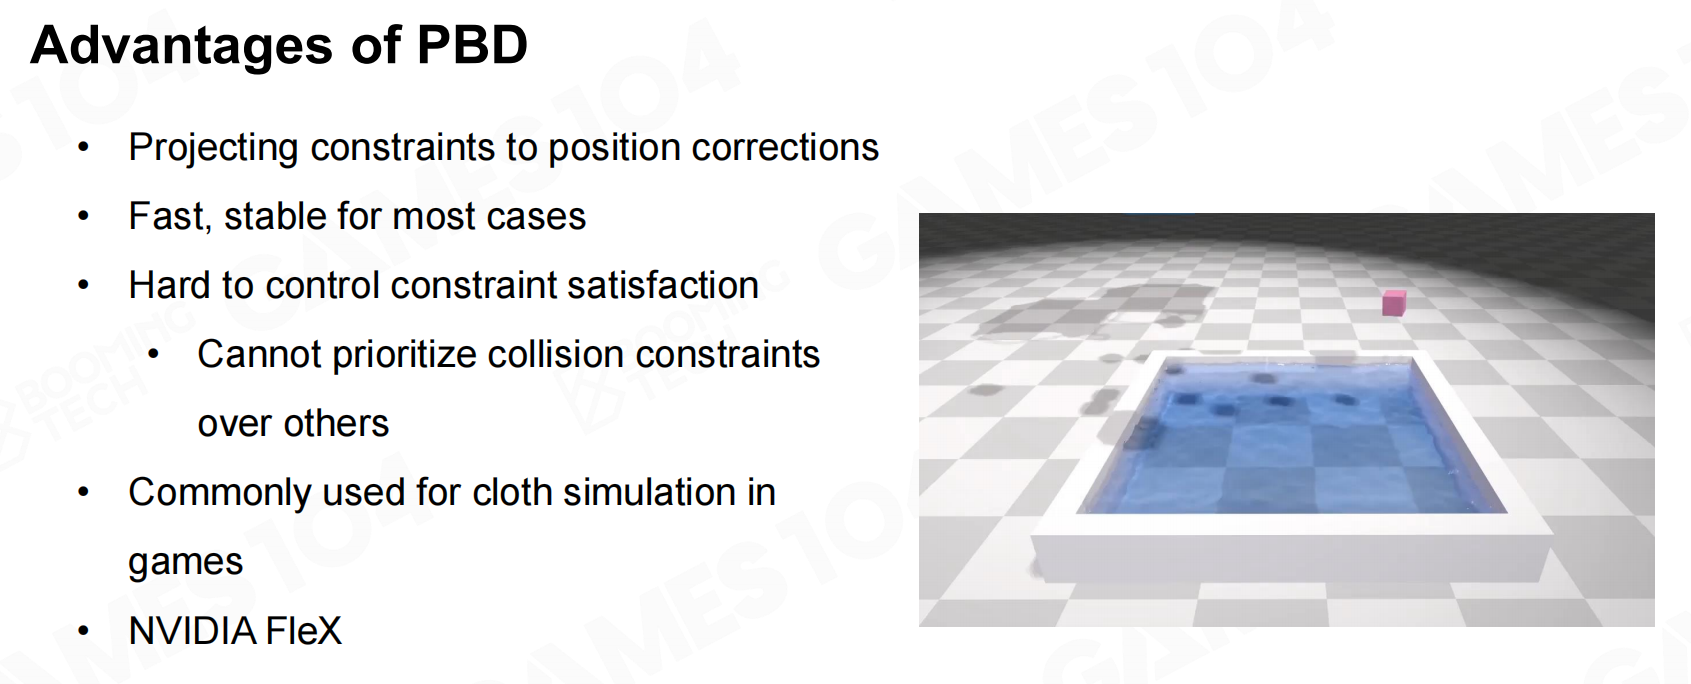 Advantages of PBD
• Projecting constraints to position corrections
• Fast, stable for most cases
• Hard to control constraint satisfaction
• Cannot prioritize collision constraints
over others
• Commonly used for cloth simulation in
games
• NVIDIA FleX
GAMES104
BOOMING
TECH